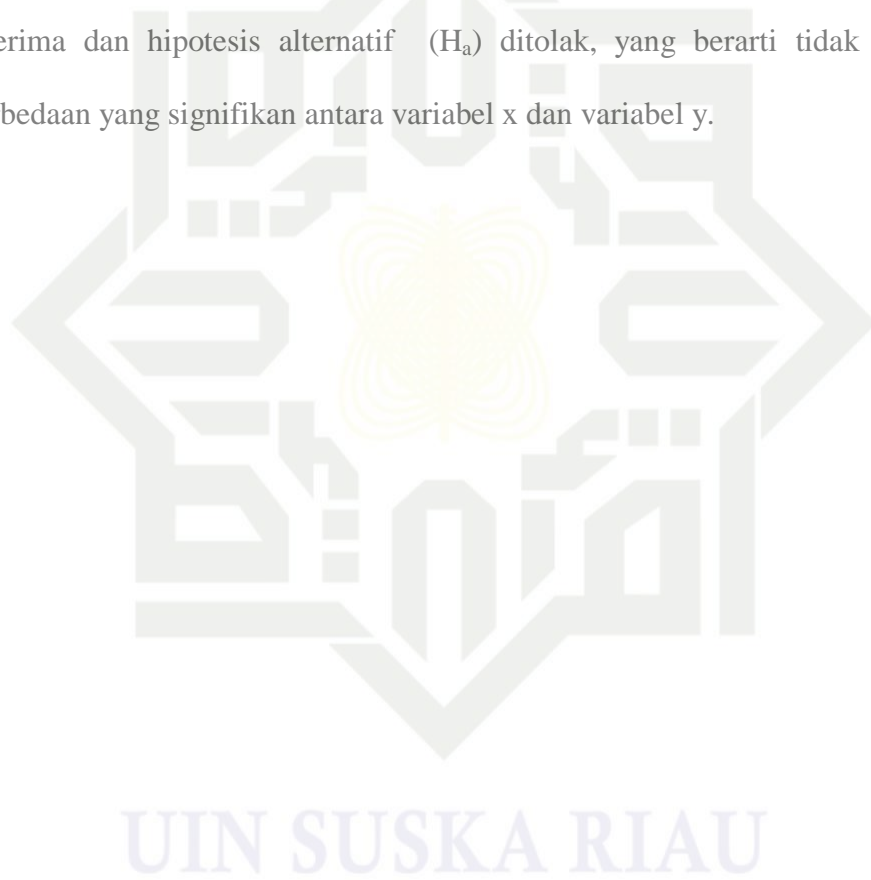 erima dan hipotesis alternatif (Hₐ) ditolak, yang berarti tidak
bedaan yang signifikan antara variabel x dan variabel y.
UIN SUSKA RIAU